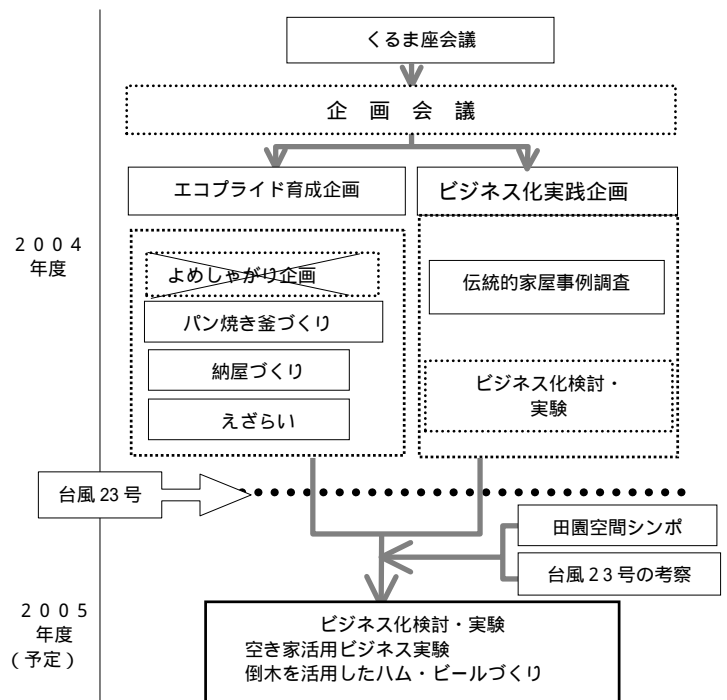 くるま座会議
企画会議
エコプライド育成企画
ビジネス化実践企画
2004
年度
よめしゃがり企画
パン焼き釜づくり
納屋づくり
えざらい
伝統的家屋事例調査
ビジネス化検討・
実験
台風23号
田園空間シンポ
台風23号の考察
2005
年度
(予定)
ビジネス化検討・実験
空き家活用ビジネス実験
倒木を活用したハム・ビールづくり